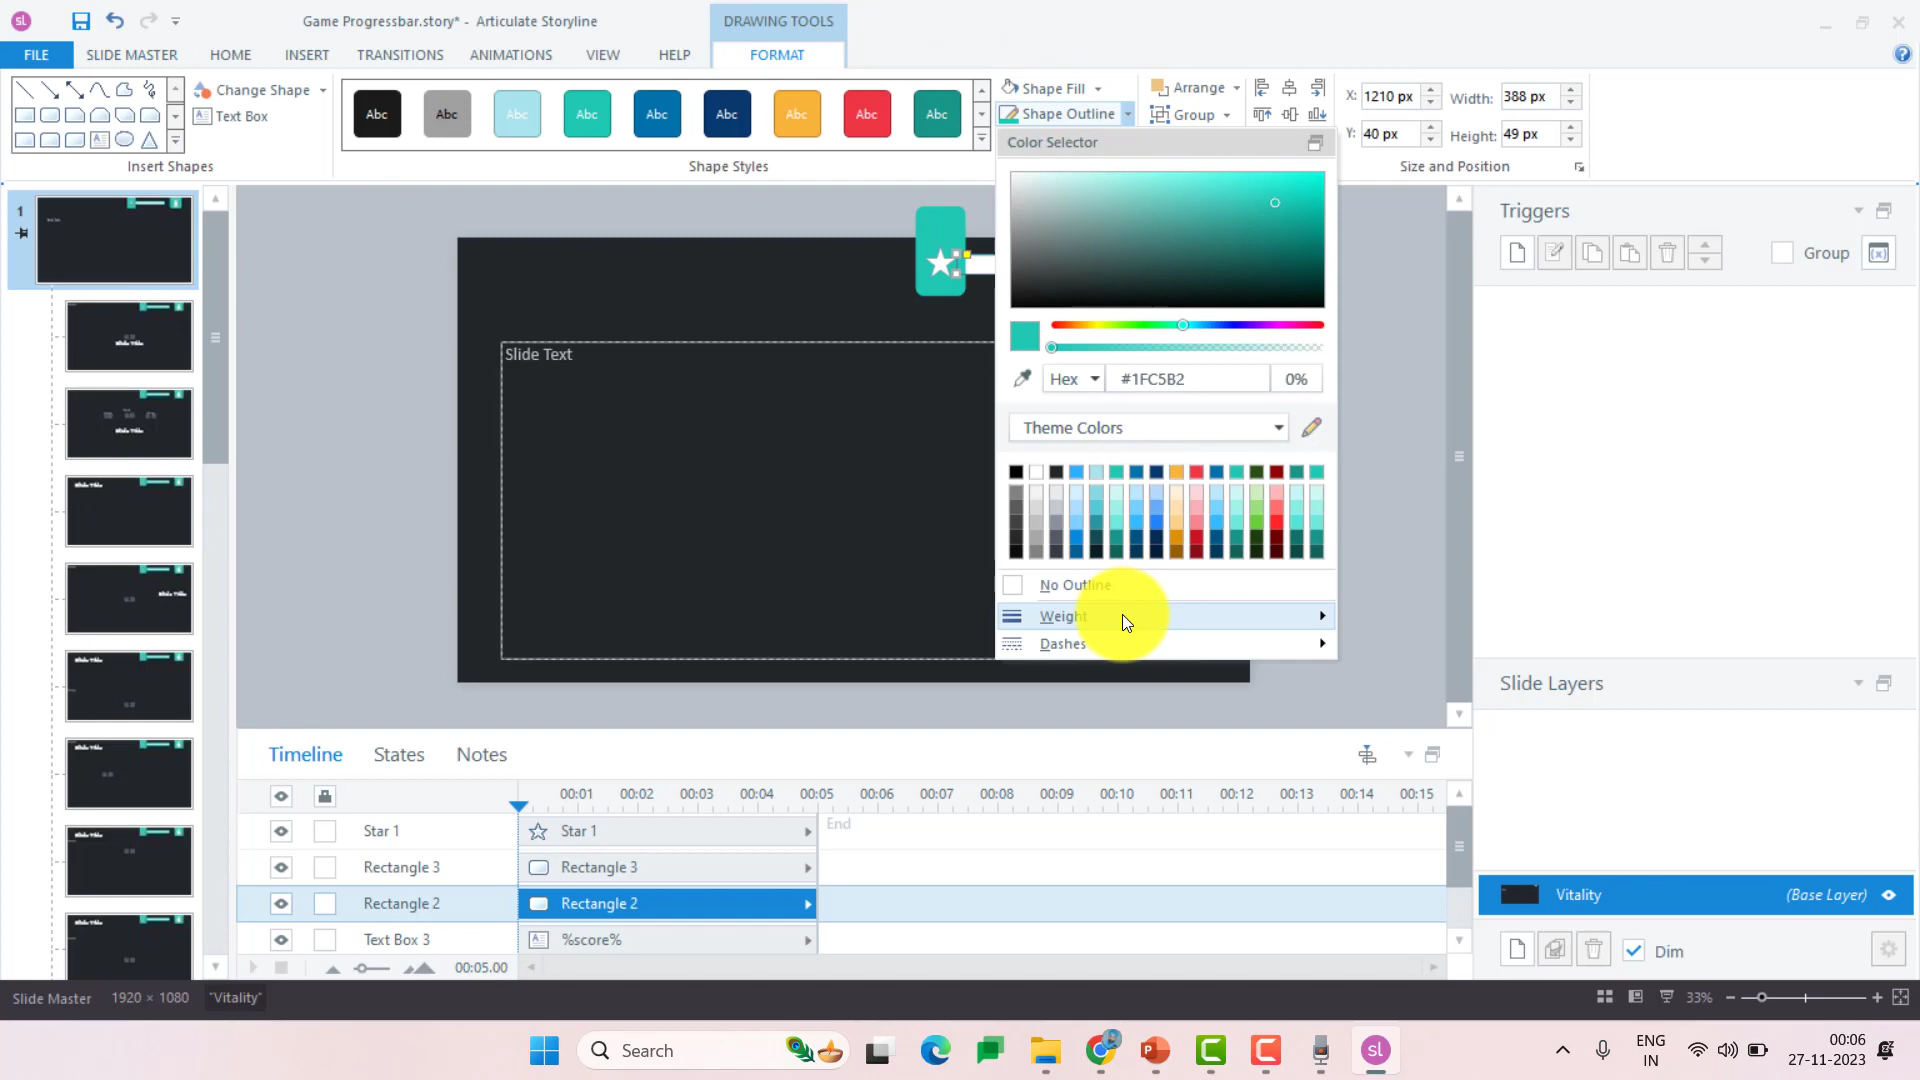 sl
Game Progressbar.story* - Articulate Storyline
DRAWING TOOLS
FILE
SLIDE MASTER
HOME
INSERT
TRANSITIONS
ANIMATIONS
VIEW
HELP
FORMAT
Change Shape
Text Box
Insert Shapes
Abc
Abc
Abc
Abc
Abc
Abc
Abc
Abc
Abc
Shape Styles
Shape Fill
Shape Outline
Arrange
Group
X: 1210 px
Y: 40 px
Width: 388 px
Height: 49 px
Size and Position
Color Selector
Hex
#1FC5B2
0%
Theme Colors
No Outline
Weight
Dashes
1
Slide Text
Triggers
Group
(x)
Slide Layers
Vitality
(Base Layer)
Dim
Timeline
States
Notes
00:01 00:02 00:03 00:04 00:05 00:06 00:07 00:08 00:09 00:10 00:11 00:12 00:13 00:14 00:15
Star 1
Star 1
End
Rectangle 3
Rectangle 3
Rectangle 2
Rectangle 2
Text Box 3
%score%
00:05.00
Slide Master
1920 × 1080
"Vitality"
33%
Search
sl
ENG
IN
00:06
27-11-2023